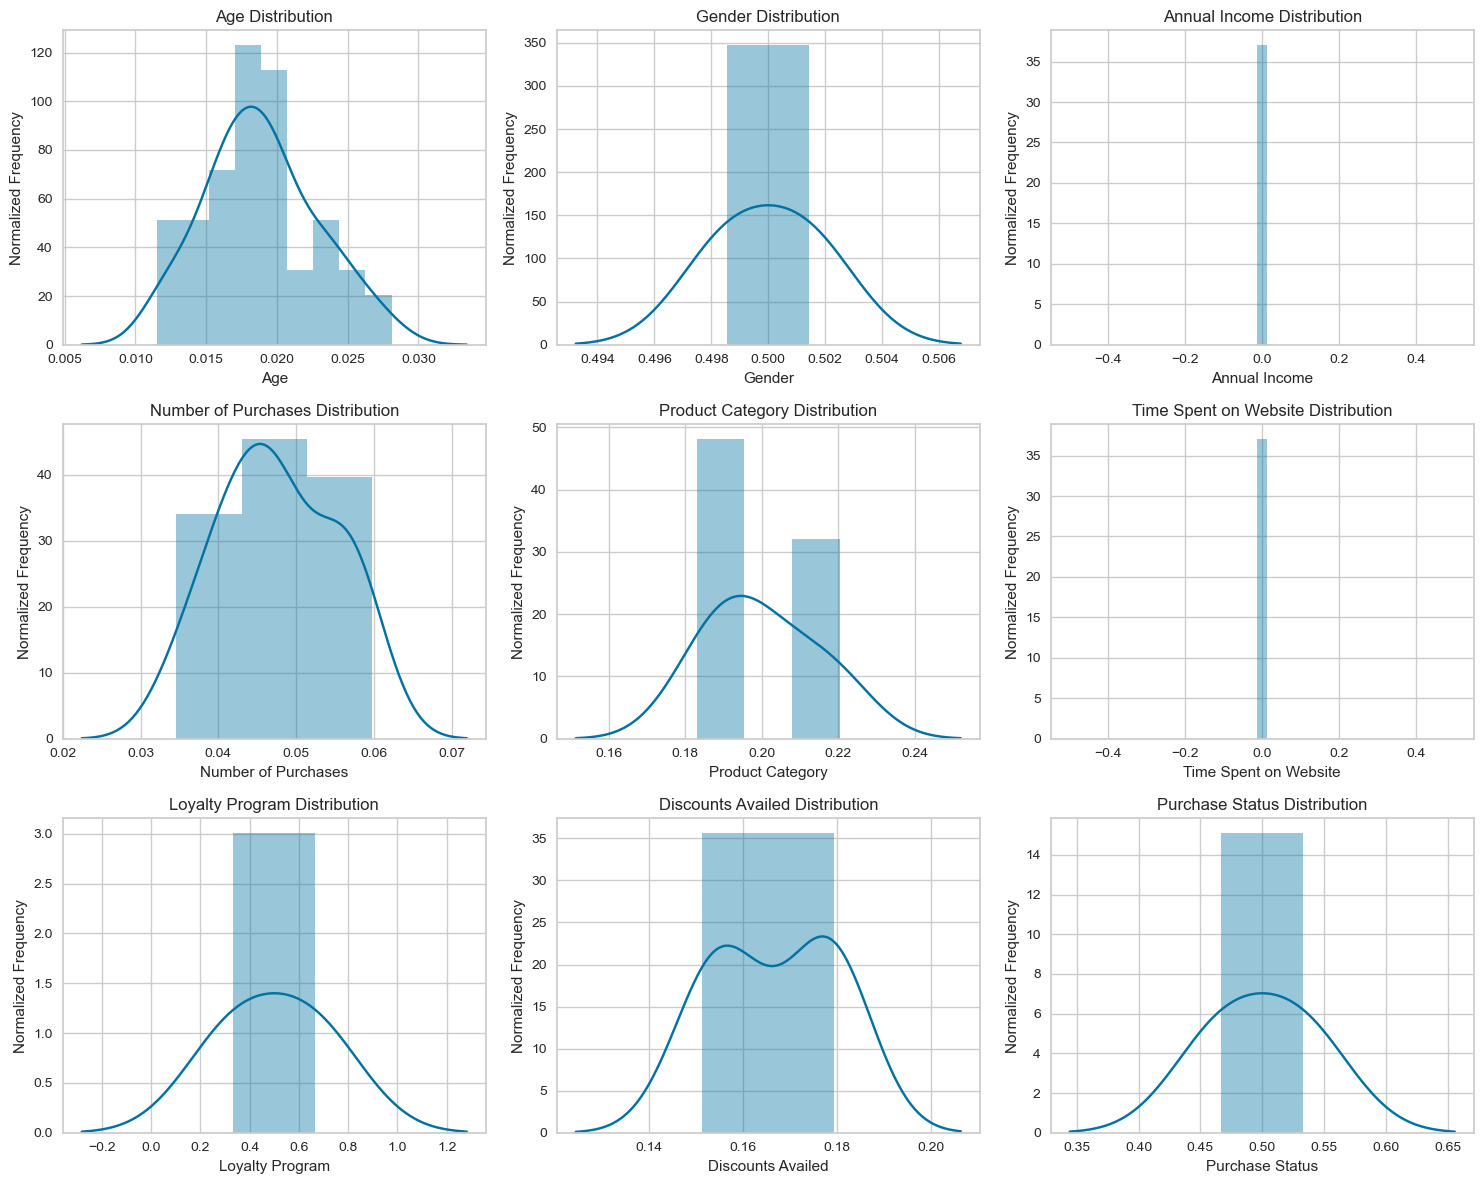 Age Distribution
Normalized Frequency
120
100
80
60
40
20
0
0.005 0.010 0.015 0.020 0.025 0.030
Age
Gender Distribution
Normalized Frequency
350
300
250
200
150
100
50
0
0.494 0.496 0.498 0.500 0.502 0.504 0.506
Gender
Annual Income Distribution
Normalized Frequency
35
30
25
20
15
10
5
0
−0.4 −0.2 0.0 0.2 0.4
Annual Income
Number of Purchases Distribution
Normalized Frequency
40
30
20
10
0
0.02 0.03 0.04 0.05 0.06 0.07
Number of Purchases
Product Category Distribution
Normalized Frequency
50
40
30
20
10
0
0.16 0.18 0.20 0.22 0.24
Product Category
Time Spent on Website Distribution
Normalized Frequency
35
30
25
20
15
10
5
0
−0.4 −0.2 0.0 0.2 0.4
Time Spent on Website
Loyalty Program Distribution
Normalized Frequency
3.0
2.5
2.0
1.5
1.0
0.5
0.0
−0.2 0.0 0.2 0.4 0.6 0.8 1.0 1.2
Loyalty Program
Discounts Availed Distribution
Normalized Frequency
35
30
25
20
15
10
5
0
0.14 0.16 0.18 0.20
Discounts Availed
Purchase Status Distribution
Normalized Frequency
14
12
10
8
6
4
2
0
0.35 0.40 0.45 0.50 0.55 0.60 0.65
Purchase Status